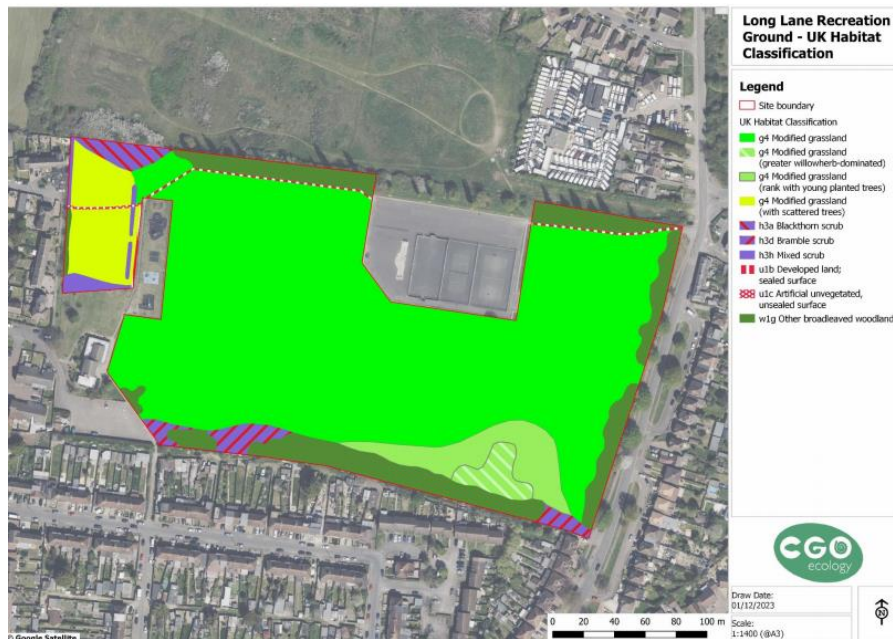 Long Lane Recreation
Ground - UK Habitat
Classification
Legend
Site boundary
UK Habitat Classification
g4 Modified grassland
g4 Modified grassland
(greater willowherb-dominated)
g4 Modified grassland
(rank with young planted trees)
g4 Modified grassland
(with scattered trees)
h3a Blackthorn scrub
h3d Bramble scrub
h3h Mixed scrub
u1b Developed land;
sealed surface
u1c Artificial unvegetated,
unsealed surface
w1g Other broadleaved woodland
CGO
ecology
Draw Date:
01/12/2023
Scale:
1:1400 (@A3)
N
0 20 40 60 80 100 m
Google Satellite